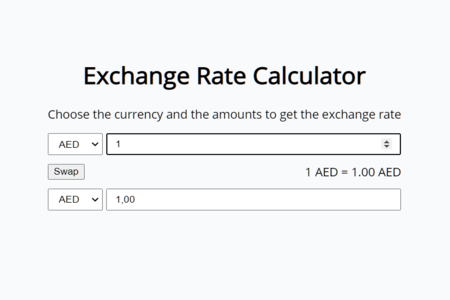 Exchange Rate Calculator
Choose the currency and the amounts to get the exchange rate
AED 1
Swap 1 AED = 1.00 AED
AED 1,00